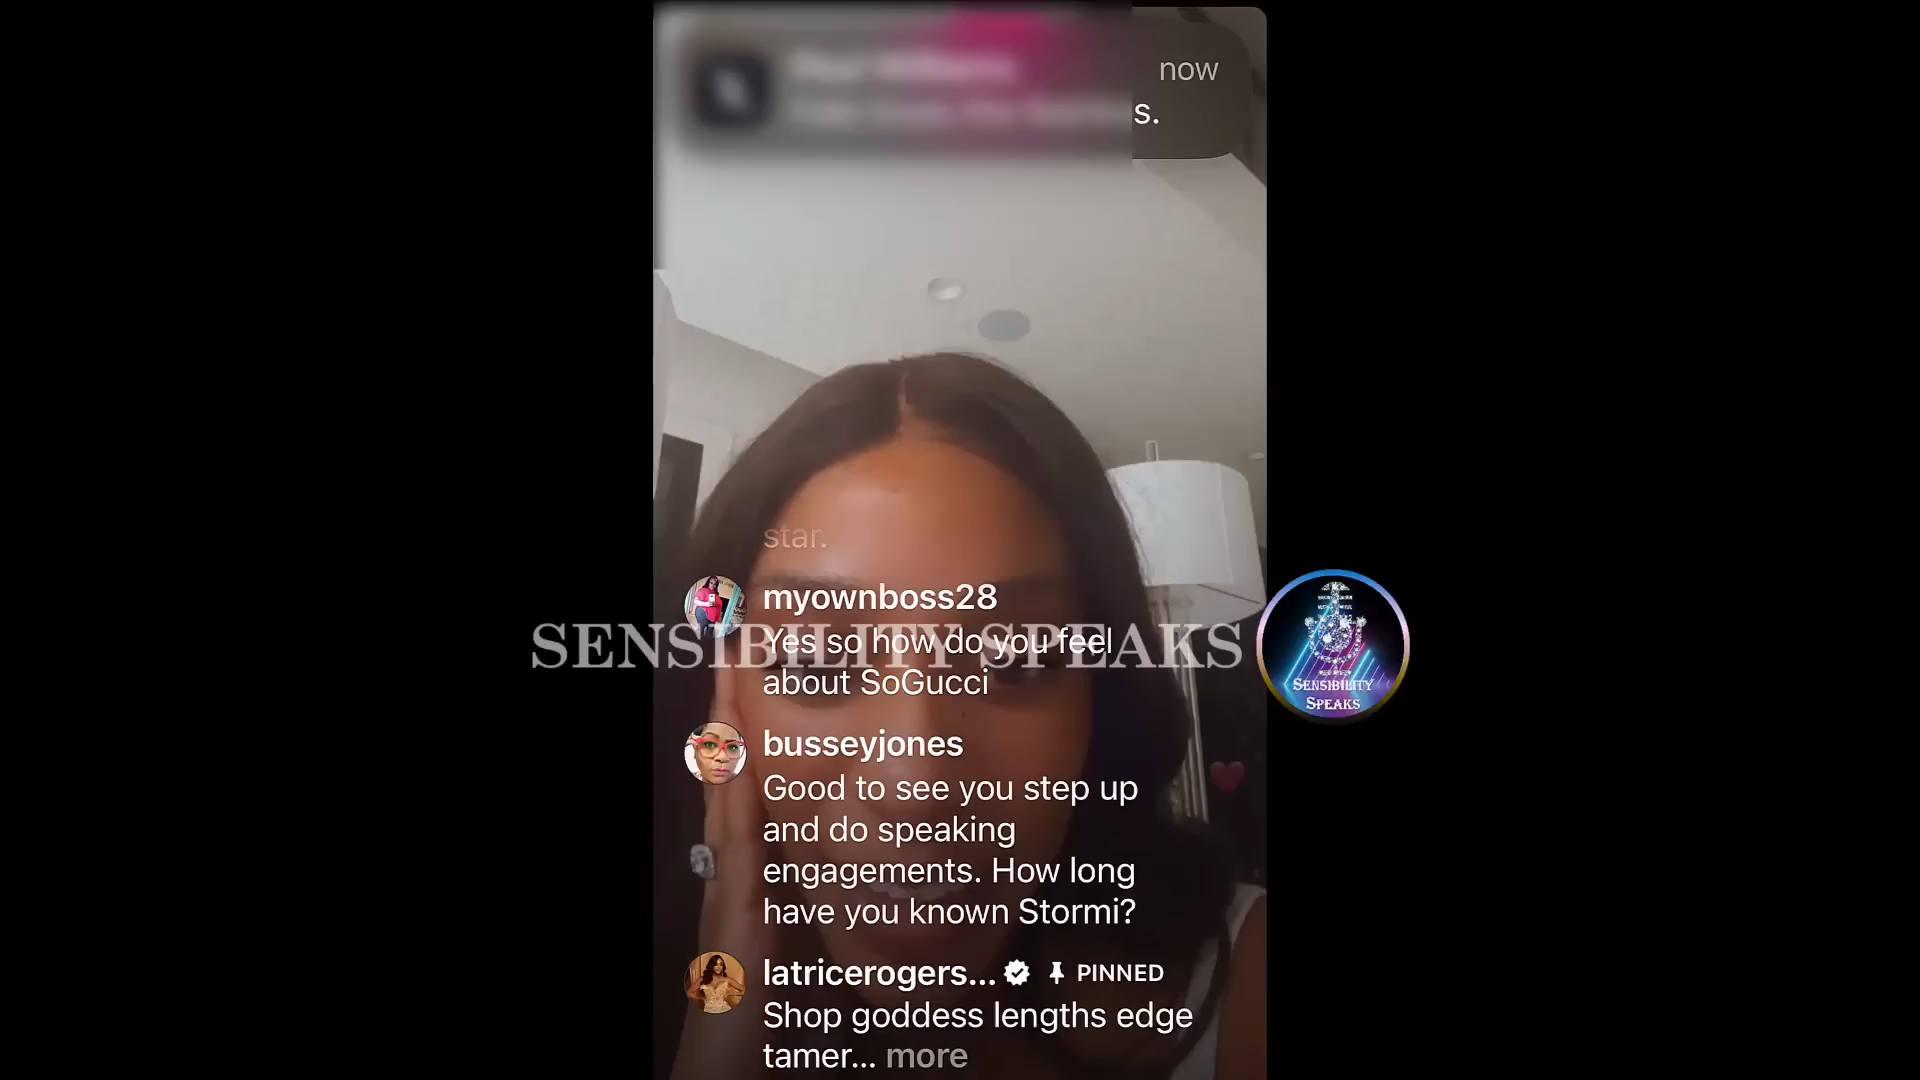 now
s.
star.
myownboss28
Yes so how do you feel
about SoGucci
SENSIBILITY SPEAKS
SENSIBILITY
SPEAKS
busseyjones
Good to see you step up
and do speaking
engagements. How long
have you known Stormi?
latricerogers... PINNED
Shop goddess lengths edge
tamer... more